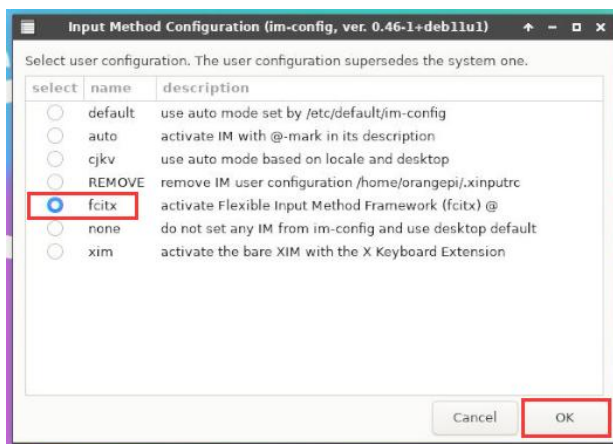 Input Method Configuration (im-config, ver. 0.46-1+deb11u1)
Select user configuration. The user configuration supersedes the system one.
select name description
default use auto mode set by /etc/default/im-config
auto activate IM with @-mark in its description
cjkv use auto mode based on locale and desktop
REMOVE remove IM user configuration /home/orangepi/.xinputrc
fcitx activate Flexible Input Method Framework (fcitx) @
none do not set any IM from im-config and use desktop default
xim activate the bare XIM with the X Keyboard Extension
Cancel OK